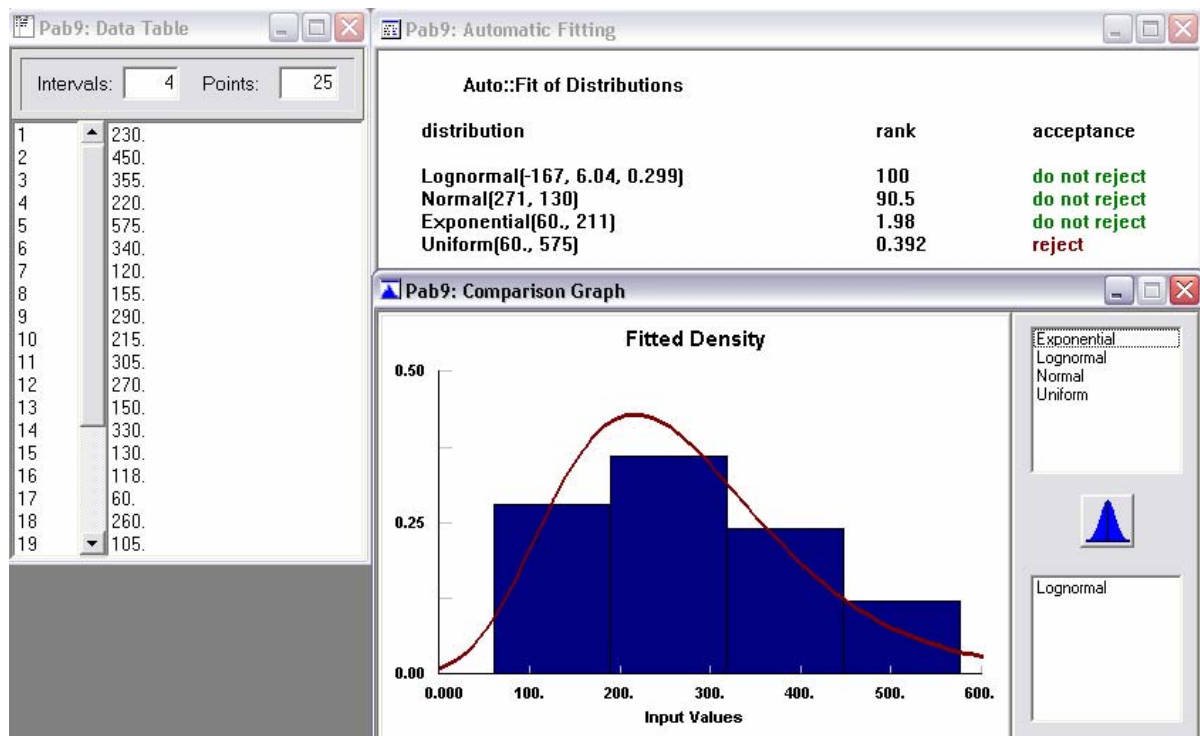 Pab9: Data Table
Intervals: 4 Points: 25
1 230.
2 450.
3 355.
4 220.
5 575.
6 340.
7 120.
8 155.
9 290.
10 215.
11 305.
12 270.
13 150.
14 330.
15 130.
16 118.
17 60.
18 260.
19 105.
Pab9: Automatic Fitting
Auto::Fit of Distributions
distribution rank acceptance
Lognormal(-167, 6.04, 0.299) 100 do not reject
Normal(271, 130) 90.5 do not reject
Exponential(60., 211) 1.98 do not reject
Uniform(60., 575) 0.392 reject
Pab9: Comparison Graph
Fitted Density
0.50
0.25
0.00
0.000 100. 200. 300. 400. 500. 600.
Input Values
Exponential
Lognormal
Normal
Uniform
Lognormal